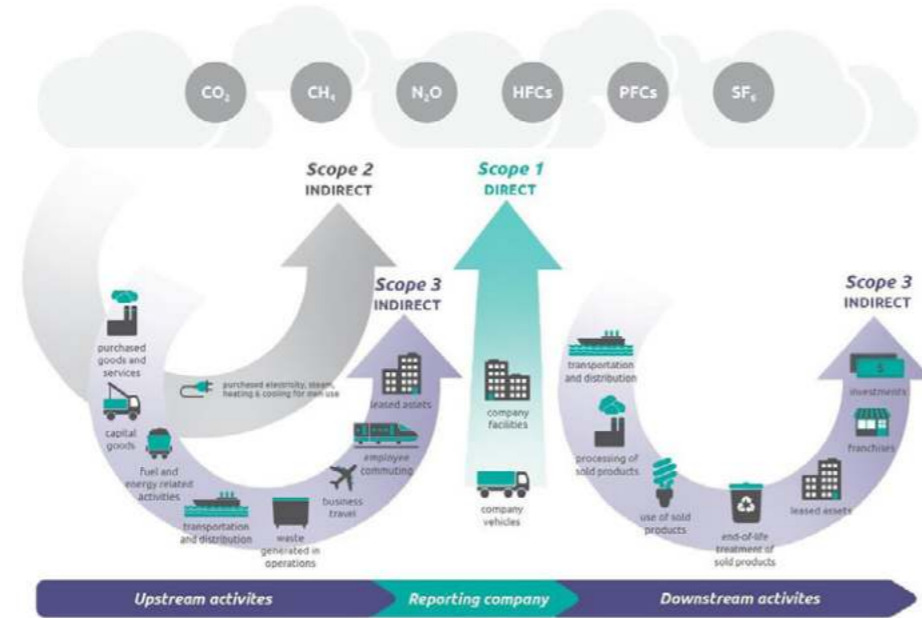 CO₂
CH₄
N₂O
HFCs
PFCs
SF₆
Scope 2
INDIRECT
Scope 1
DIRECT
Scope 3
INDIRECT
Scope 3
INDIRECT
purchased
goods and
services
capital
goods
fuel and
energy related
activities
transportation
and distribution
waste
generated in
operations
business
travel
employee
commuting
leased assets
purchased electricity, steam,
heating & cooling for own use
company
facilities
company
vehicles
transportation
and distribution
processing of
sold products
use of sold
products
end-of-life
treatment of
sold products
leased assets
franchises
$
investments
Upstream activites
Reporting company
Downstream activites